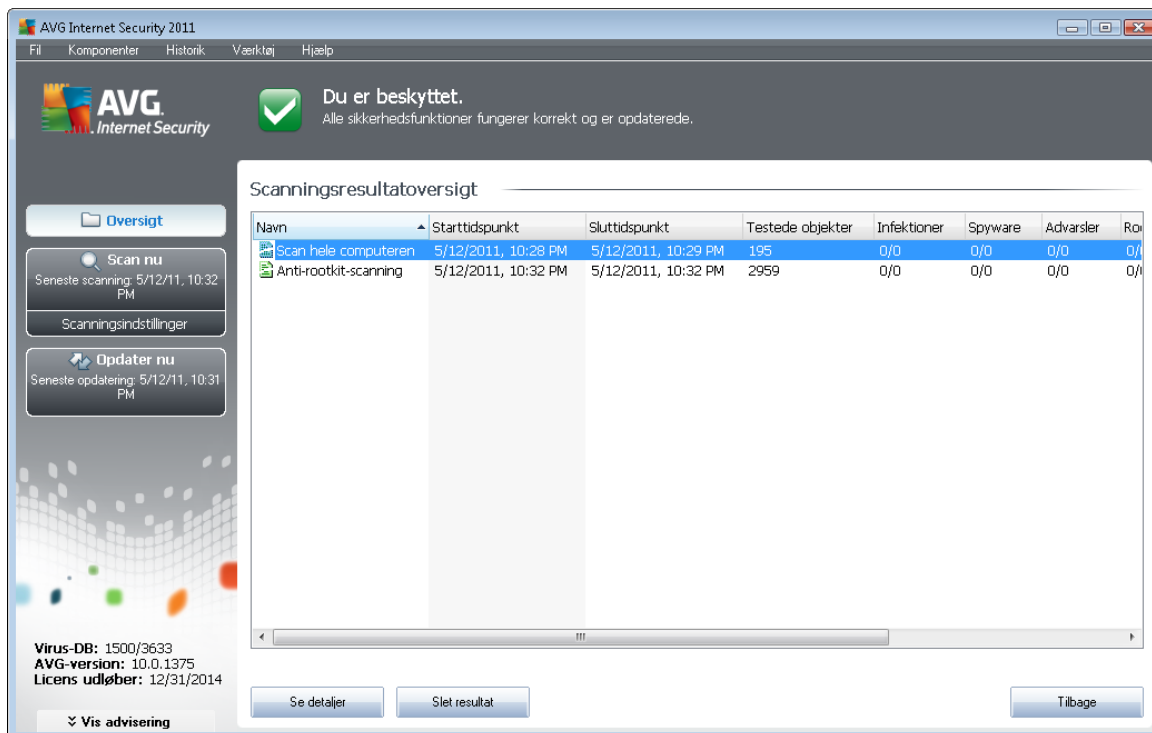 AVG Internet Security 2011
Fil Komponenter Historik Værktøj Hjælp
AVG.
Internet Security
Du er beskyttet.
Alle sikkerhedsfunktioner fungerer korrekt og er opdaterede.
Scanningsresultatoversigt
Oversigt
Scan nu
Seneste scanning: 5/12/11, 10:32
PM
Scanningsindstillinger
Opdater nu
Seneste opdatering: 5/12/11, 10:31
PM
Navn Starttidspunkt Sluttidspunkt Testede objekter Infektioner Spyware Advarsler
Scan hele computeren 5/12/2011, 10:28 PM 5/12/2011, 10:29 PM 195 0/0 0/0 0/0
Anti-rootkit-scanning 5/12/2011, 10:32 PM 5/12/2011, 10:32 PM 2959 0/0 0/0 0/0
Virus-DB: 1500/3633
AVG-version: 10.0.1375
Licens udløber: 12/31/2014
Vis advisering
Se detaljer Slet resultat Tilbage